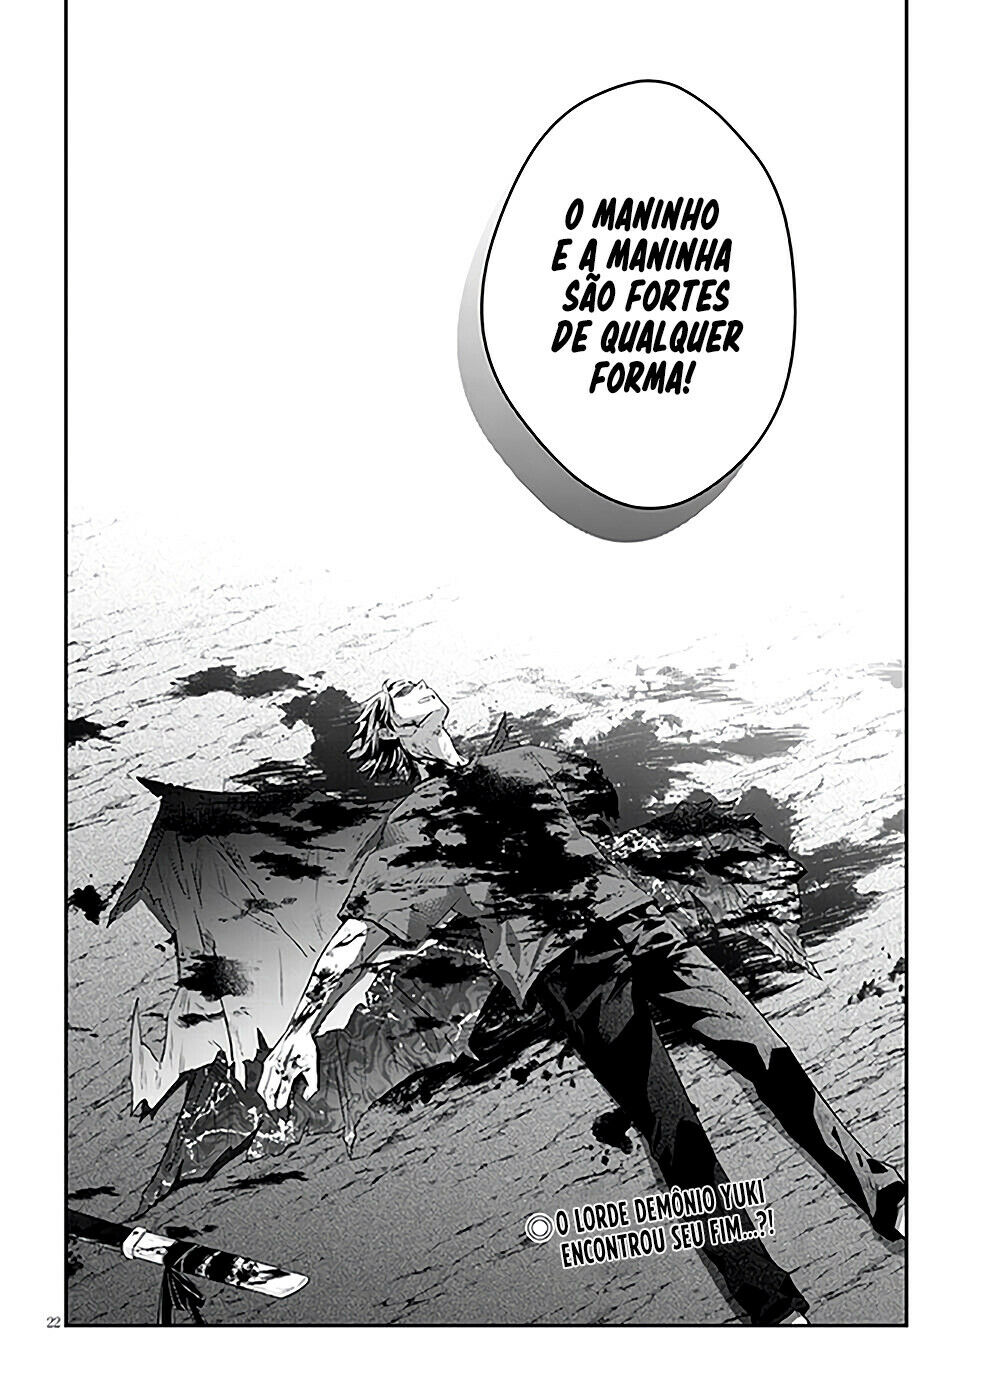 O MANINHO
E A MANINHA
SÃO FORTES
DE QUALQUER
FORMA!
O LORDE DEMÔNIO YUKI
ENCONTROU SEU FIM...?!
22